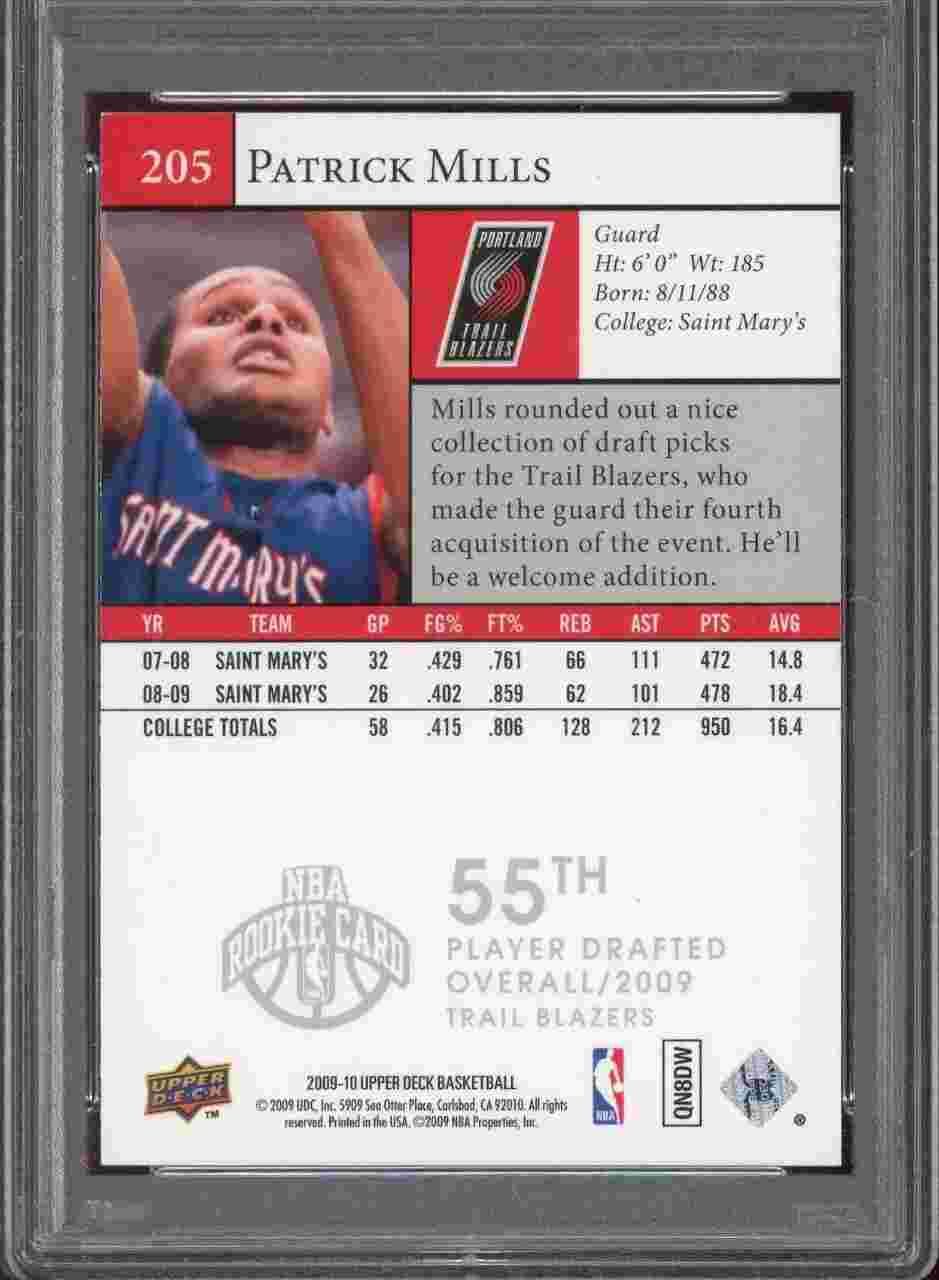 205 PATRICK MILLS
PORTLAND
TRAIL
BLAZERS
Guard
Ht: 6' 0" Wt: 185
Born: 8/11/88
College: Saint Mary's
Mills rounded out a nice
collection of draft picks
for the Trail Blazers, who
made the guard their fourth
acquisition of the event. He'll
be a welcome addition.
SAINT MARY'S
YR TEAM GP FG% FT% REB AST PTS AVG
07-08 SAINT MARY'S 32 .429 .761 66 111 472 14.8
08-09 SAINT MARY'S 26 .402 .859 62 101 478 18.4
COLLEGE TOTALS 58 .415 .806 128 212 950 16.4
NBA
ROOKIE CARD
55TH
PLAYER DRAFTED
OVERALL/2009
TRAIL BLAZERS
UPPER
D·E·C·K
TM
2009-10 UPPER DECK BASKETBALL
© 2009 UDC, Inc. 5909 Sea Otter Place, Carlsbad, CA 92010. All rights
reserved. Printed in the USA. ©2009 NBA Properties, Inc.
NBA
QN8DW
®